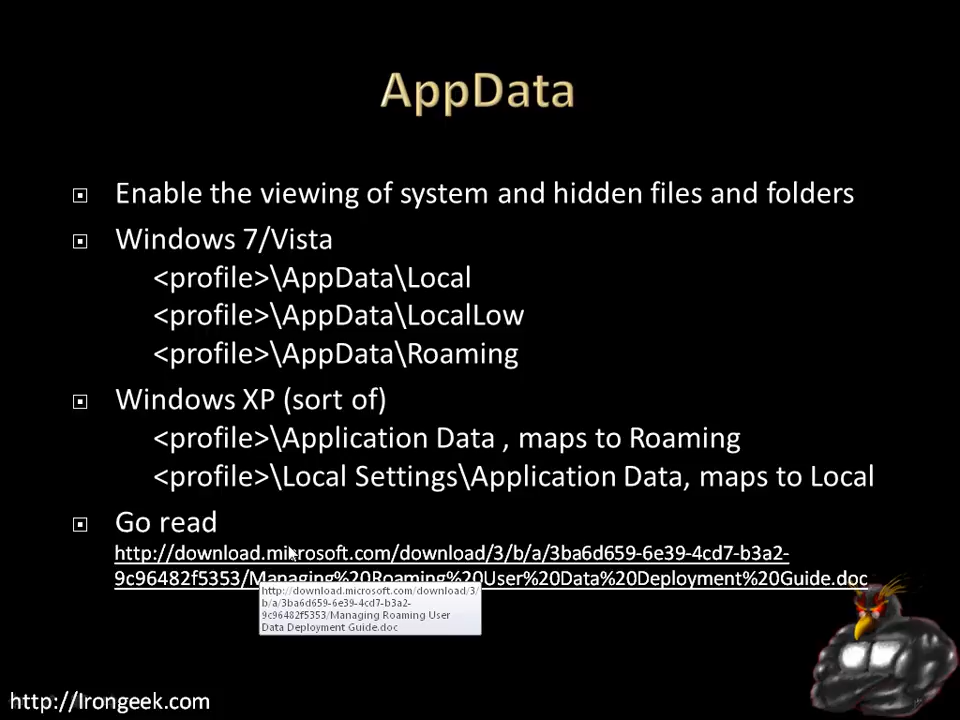 AppData
Enable the viewing of system and hidden files and folders
Windows 7/Vista
<profile>\AppData\Local
<profile>\AppData\LocalLow
<profile>\AppData\Roaming
Windows XP (sort of)
<profile>\Application Data , maps to Roaming
<profile>\Local Settings\Application Data, maps to Local
Go read
http://download.microsoft.com/download/3/b/a/3ba6d659-6e39-4cd7-b3a2-
9c96482f5353/Managing%20Roaming%20User%20Data%20Deployment%20Guide.doc
http://download.microsoft.com/download/3/
b/a/3ba6d659-6e39-4cd7-b3a2-
9c96482f5353/Managing Roaming User
Data Deployment Guide.doc
http://Irongeek.com